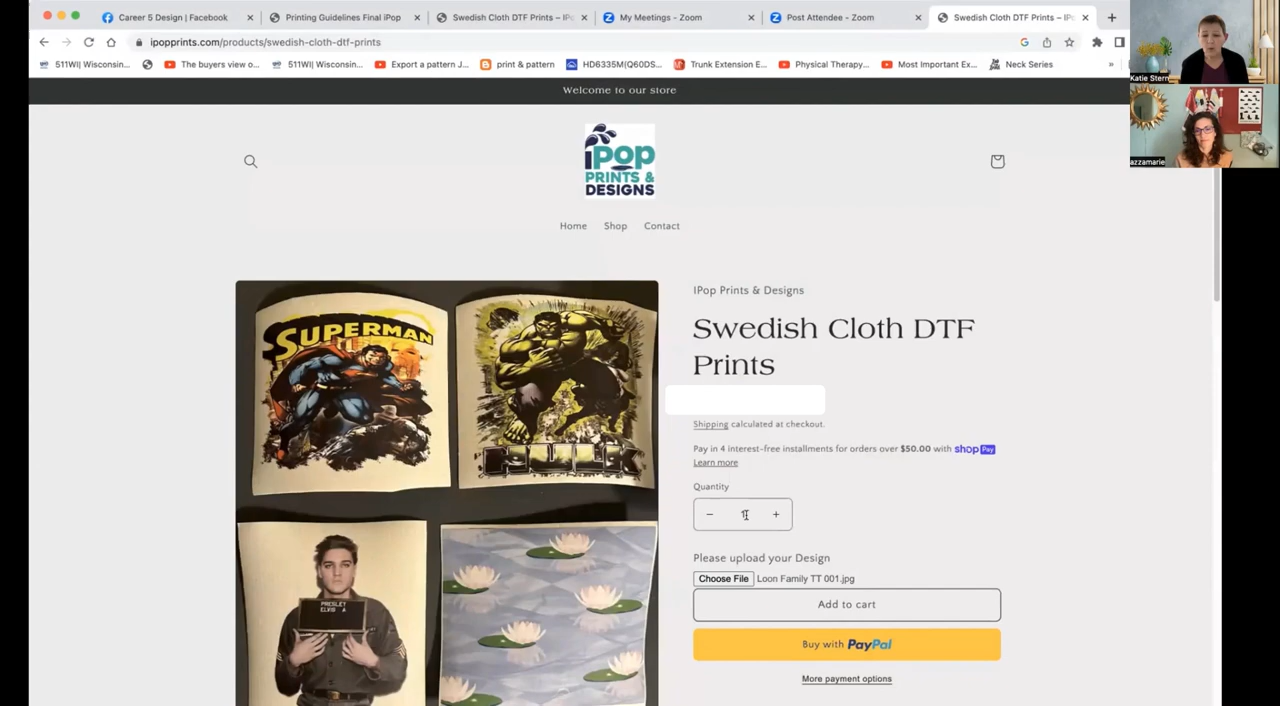 Career 5 Design | Facebook
Printing Guidelines Final iPop
Swedish Cloth DTF Prints – iPo
My Meetings - Zoom
Post Attendee - Zoom
Swedish Cloth DTF Prints – iPo
ipopprints.com/products/swedish-cloth-dtf-prints
511WI| Wisconsin...
The buyers view o...
511WI| Wisconsin...
Export a pattern J...
print & pattern
HD6335M(Q60DS...
Trunk Extension E...
Physical Therapy...
Most Important Ex...
Neck Series
»
Katie Stern
azzamarie
Welcome to our store
iPop
PRINTS &
DESIGNS
Home Shop Contact
SUPERMAN
HULK
PRESLEY
ELVIS A
IPop Prints & Designs
Swedish Cloth DTF
Prints
Shipping calculated at checkout.
Pay in 4 interest-free installments for orders over $50.00 with shop Pay
Learn more
Quantity
− 1 +
Please upload your Design
Choose File Loon Family TT 001.jpg
Add to cart
Buy with PayPal
More payment options